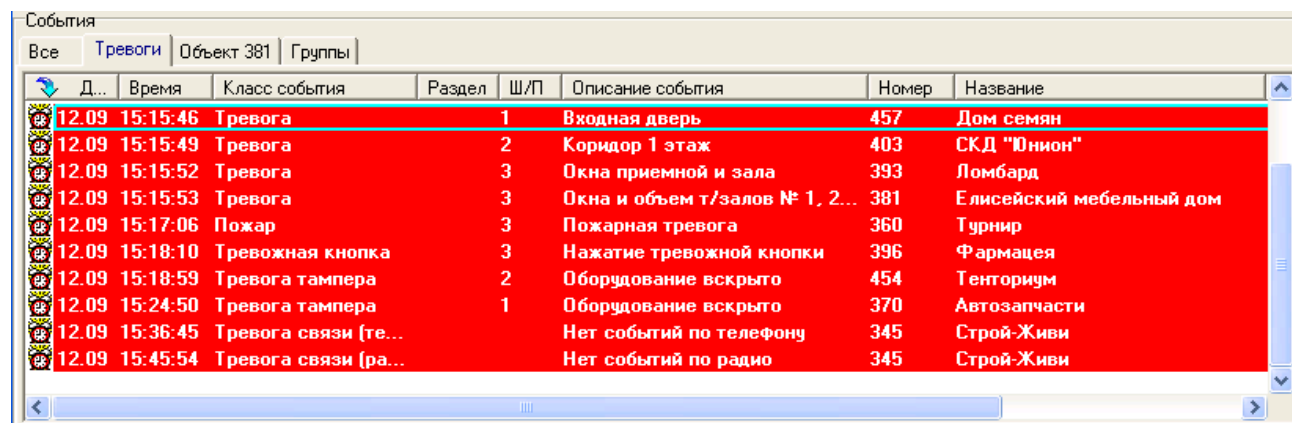 События
Все Тревоги Объект 381 Группы
Д... Время Класс события Раздел Ш/П Описание события Номер Название
12.09 15:15:46 Тревога 1 Входная дверь 457 Дом семян
12.09 15:15:49 Тревога 2 Коридор 1 этаж 403 СКД "Юнион"
12.09 15:15:52 Тревога 3 Окна приемной и зала 393 Ломбард
12.09 15:15:53 Тревога 3 Окна и объем т/залов № 1, 2... 381 Елисейский мебельный дом
12.09 15:17:06 Пожар 3 Пожарная тревога 360 Турнир
12.09 15:18:10 Тревожная кнопка 3 Нажатие тревожной кнопки 396 Фармацея
12.09 15:18:59 Тревога тампера 2 Оборудование вскрыто 454 Тенториум
12.09 15:24:50 Тревога тампера 1 Оборудование вскрыто 370 Автозапчасти
12.09 15:36:45 Тревога связи (те... Нет событий по телефону 345 Строй-Живи
12.09 15:45:54 Тревога связи (ра... Нет событий по радио 345 Строй-Живи